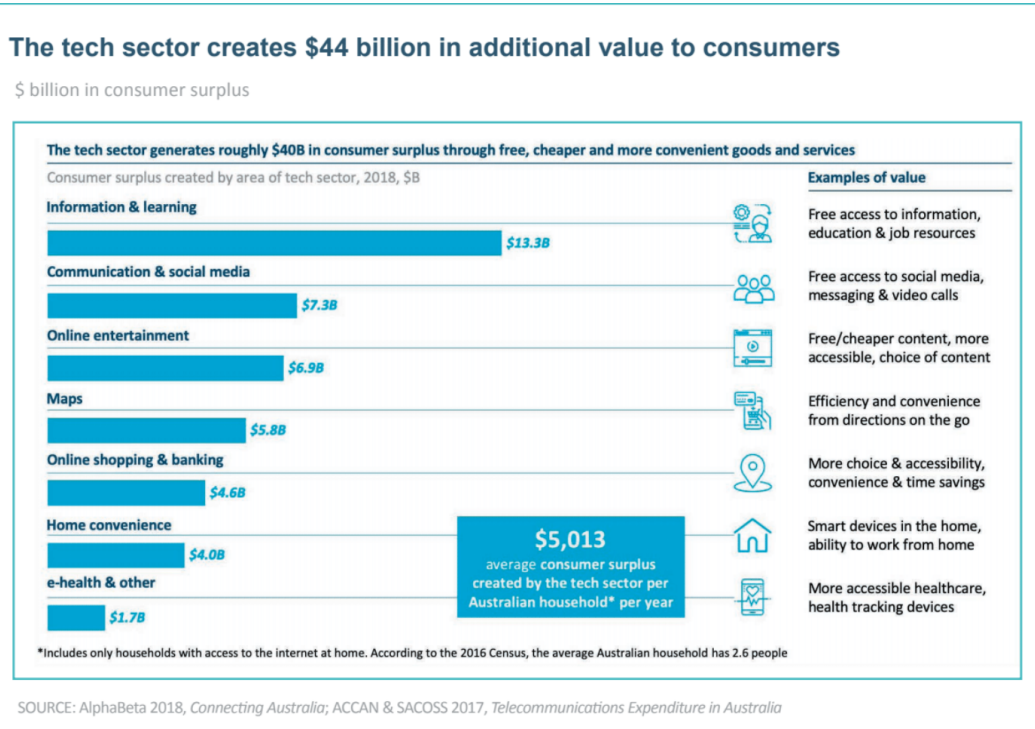 The tech sector creates $44 billion in additional value to consumers
$ billion in consumer surplus
The tech sector generates roughly $40B in consumer surplus through free, cheaper and more convenient goods and services
Consumer surplus created by area of tech sector, 2018, $B
Examples of value
Information & learning
$13.3B
Free access to information,
education & job resources
Communication & social media
$7.3B
Free access to social media,
messaging & video calls
Online entertainment
$6.9B
Free/cheaper content, more
accessible, choice of content
Maps
$5.8B
Efficiency and convenience
from directions on the go
Online shopping & banking
$4.6B
More choice & accessibility,
convenience & time savings
Home convenience
$4.0B
Smart devices in the home,
ability to work from home
e-health & other
$1.7B
More accessible healthcare,
health tracking devices
$5,013
average consumer surplus
created by the tech sector per
Australian household* per year
*Includes only households with access to the internet at home. According to the 2016 Census, the average Australian household has 2.6 people
SOURCE: AlphaBeta 2018, Connecting Australia; ACCAN & SACOSS 2017, Telecommunications Expenditure in Australia